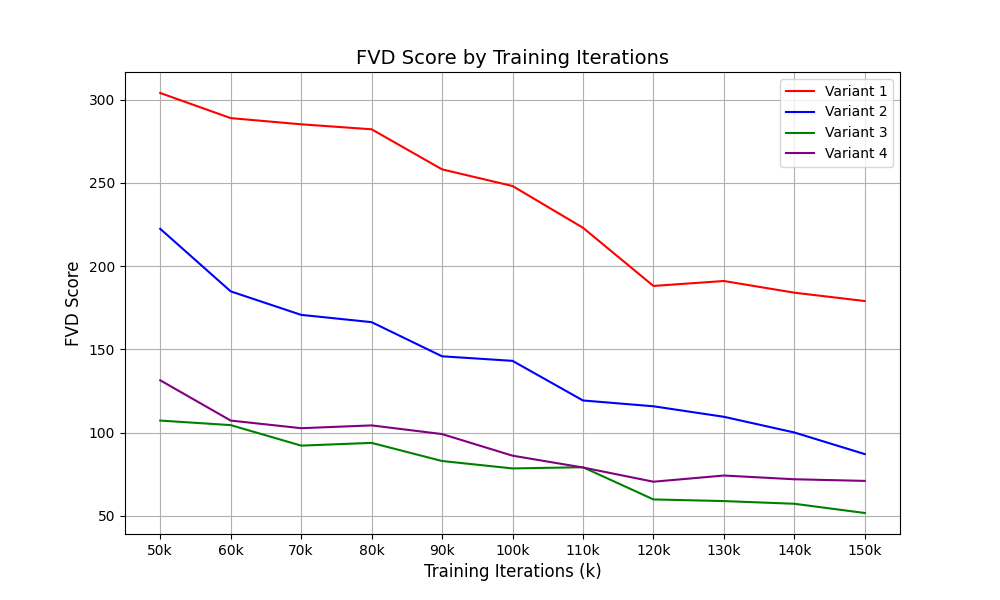 FVD Score by Training Iterations
Variant 1
Variant 2
Variant 3
Variant 4
FVD Score
300
250
200
150
100
50
50k 60k 70k 80k 90k 100k 110k 120k 130k 140k 150k
Training Iterations (k)